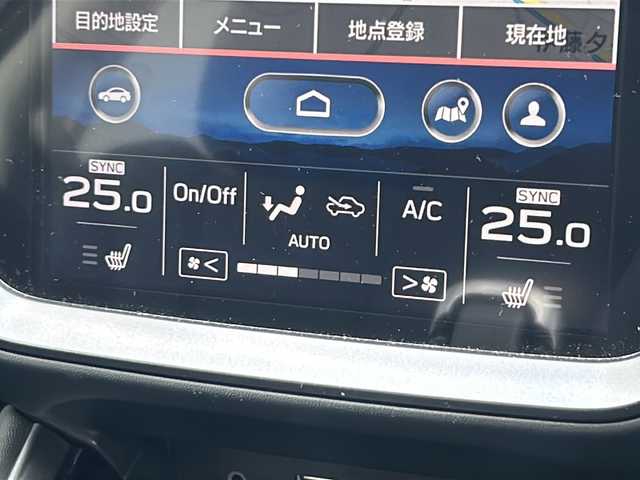 目的地設定 メニュー 地点登録 現在地
SYNC SYNC
25.0 On/Off A/C 25.0
AUTO
< >